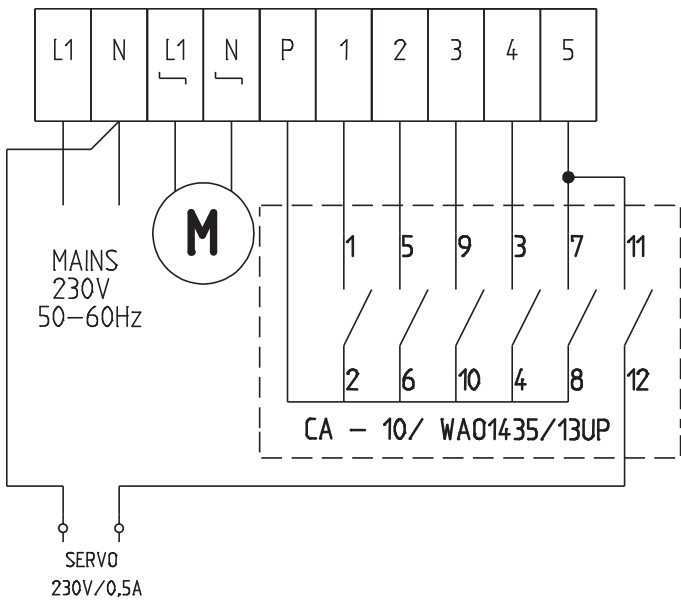 L1 N L1 N P 1 2 3 4 5
M
1 5 9 3 7 11
MAINS
230V
50-60Hz
2 6 10 4 8 12
CA - 10/ WAO1435/13UP
SERVO
230V/0,5A